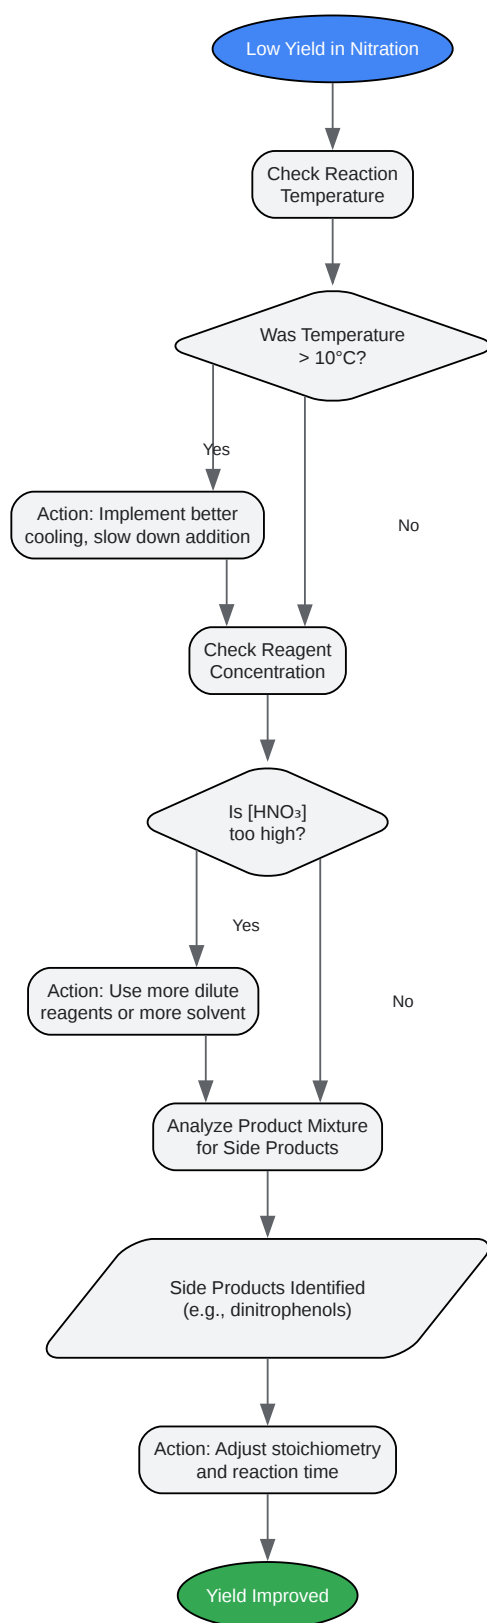 Low Yield in Nitration
Check Reaction
Temperature
Was Temperature
> 10°C?
Yes
Action: Implement better
cooling, slow down addition
No
Check Reagent
Concentration
Is [HNO₃]
too high?
Yes
Action: Use more dilute
reagents or more solvent
No
Analyze Product Mixture
for Side Products
Side Products Identified
(e.g., dinitrophenols)
Action: Adjust stoichiometry
and reaction time
Yield Improved